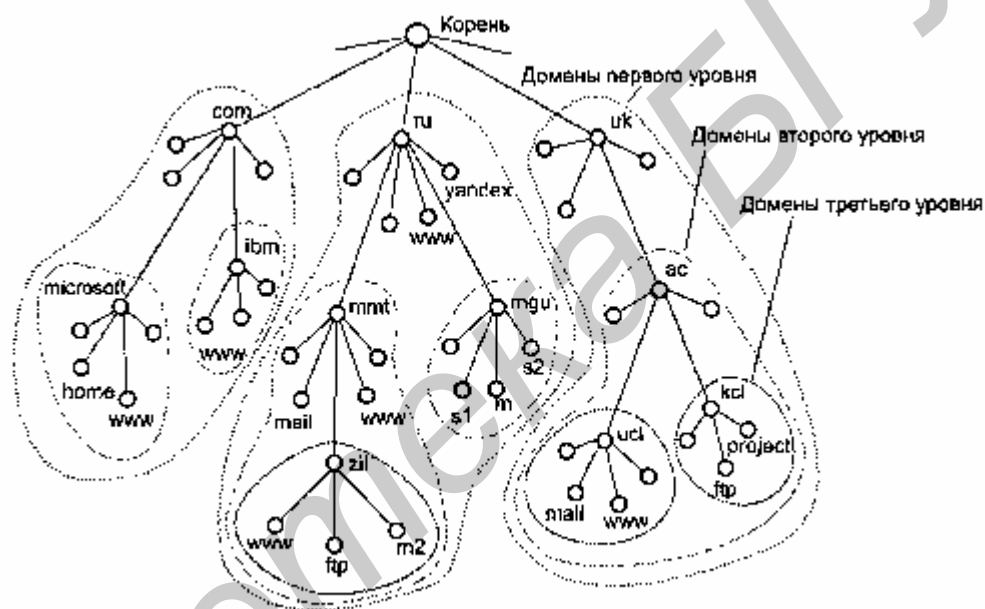 Корень
Домены первого уровня
com
ru
uk
Домены второго уровня
yandex
Домены третьего уровня
www
ibm
ac
microsoft
mmt
mgu
www
s2
home
www
mail
www
s1
m
kcl
project1
ucl
zil
ftp
mail
www
www
ftp
m2